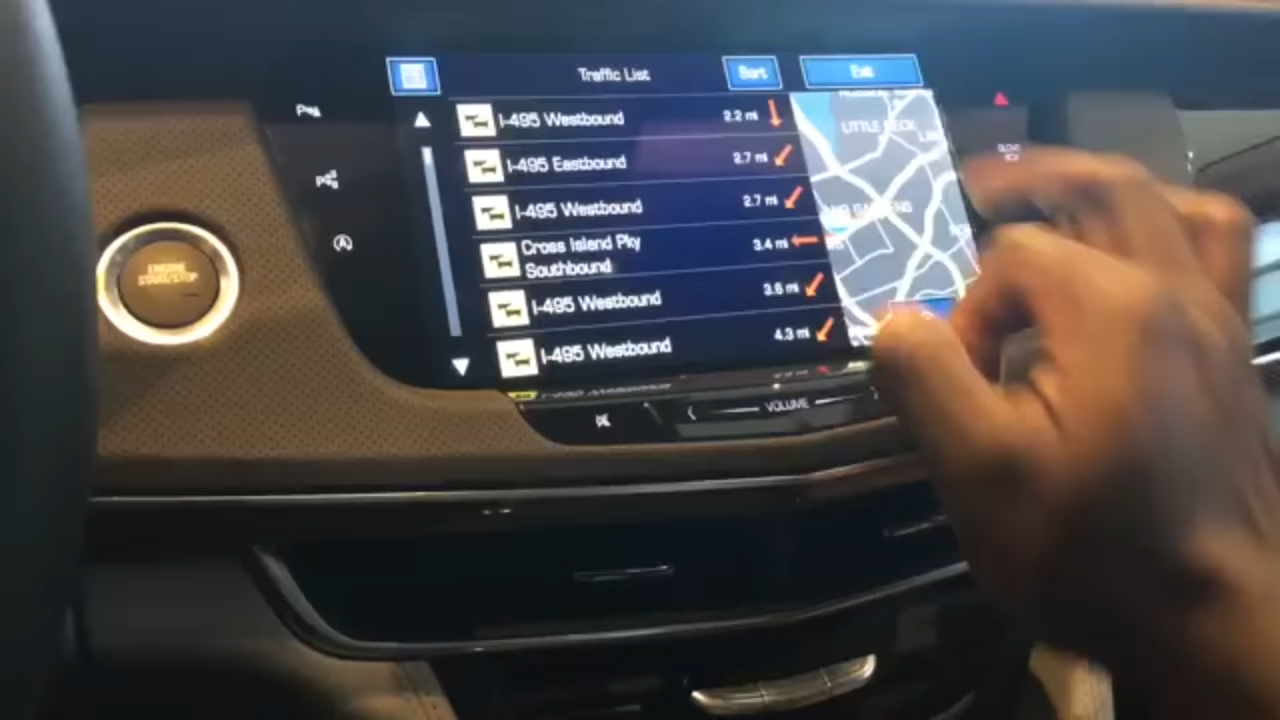 Traffic List
Sort
Exit
I-495 Westbound
2.2 mi
I-495 Eastbound
2.7 mi
I-495 Westbound
2.7 mi
Cross Island Pky
Southbound
3.4 mi
I-495 Westbound
3.6 mi
I-495 Westbound
4.3 mi
LITTLE NECK
GARDENS
ENGINE
START/STOP
VOLUME